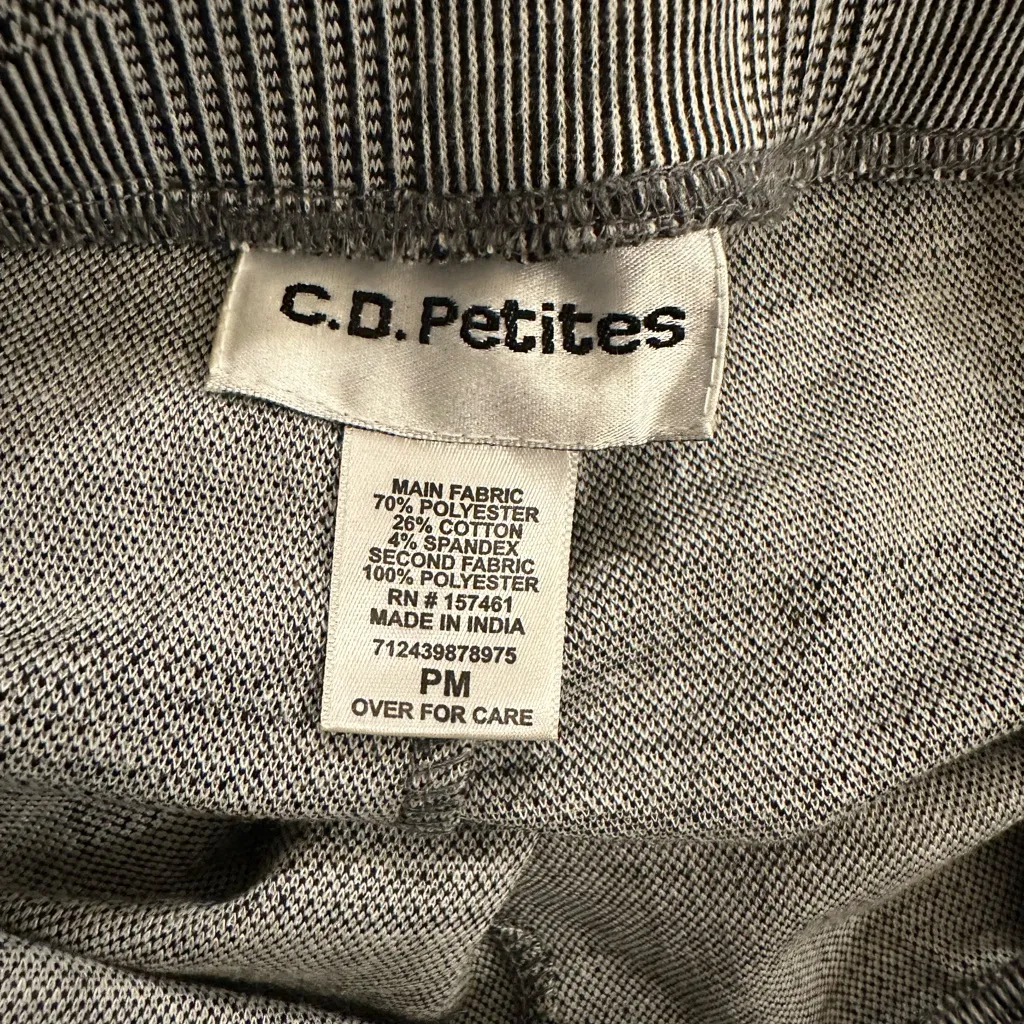 C.D. Petites
MAIN FABRIC
70% POLYESTER
26% COTTON
4% SPANDEX
SECOND FABRIC
100% POLYESTER
RN # 157461
MADE IN INDIA
712439878975
PM
OVER FOR CARE